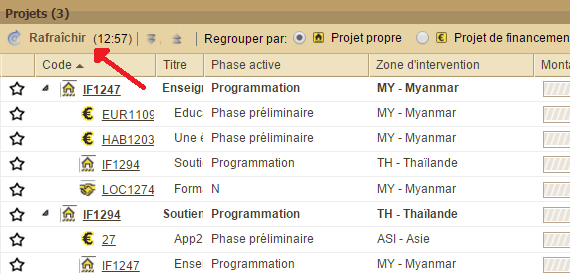 Projets (3)
Rafraîchir (12:57) Regrouper par: Projet propre Projet de financemen
Code Titre Phase active Zone d'intervention Monta
IF1247 Enseig Programmation MY - Myanmar
EUR1109 Educ Phase préliminaire MY - Myanmar
HAB1203 Une é Phase préliminaire MY - Myanmar
IF1294 Souti Programmation TH - Thaïlande
LOC1274 Form N MY - Myanmar
IF1294 Soutien Programmation TH - Thaïlande
27 App2 Phase préliminaire ASI - Asie
IF1247 Ense Programmation MY - Myanmar